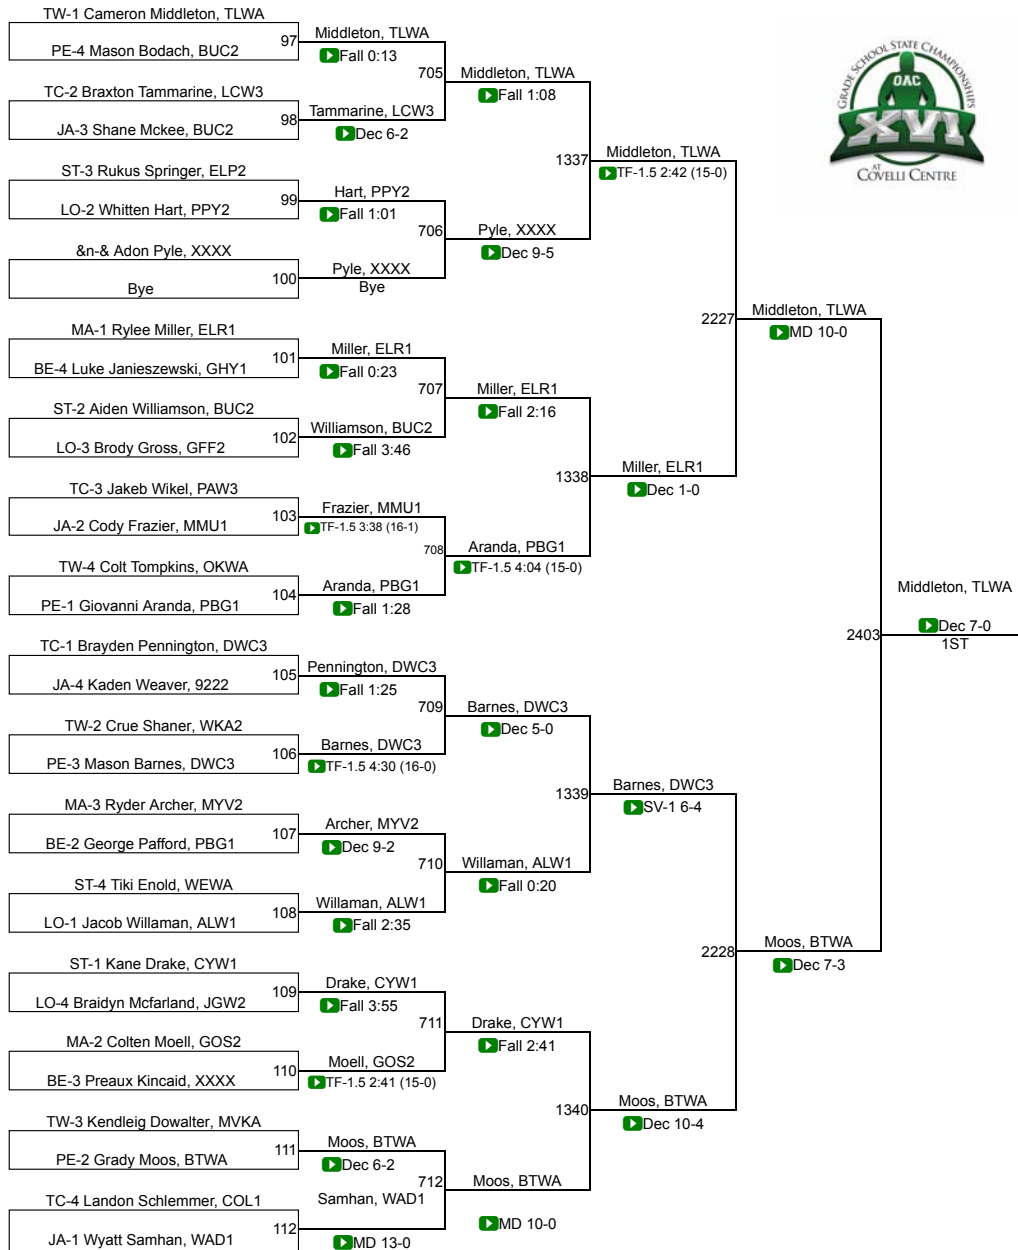 TW-1 Cameron Middleton, TLWA
97
PE-4 Mason Bodach, BUC2
Middleton, TLWA
Fall 0:13
705
TC-2 Braxton Tammarine, LCW3
98
JA-3 Shane Mckee, BUC2
Tammarine, LCW3
Dec 6-2
Middleton, TLWA
Fall 1:08
1337
ST-3 Rukus Springer, ELP2
99
LO-2 Whitten Hart, PPY2
Hart, PPY2
Fall 1:01
706
&n-& Adon Pyle, XXXX
100
Bye
Pyle, XXXX
Bye
Pyle, XXXX
Dec 9-5
Middleton, TLWA
TF-1.5 2:42 (15-0)
2227
MA-1 Rylee Miller, ELR1
101
BE-4 Luke Janieszewski, GHY1
Miller, ELR1
Fall 0:23
707
ST-2 Aiden Williamson, BUC2
102
LO-3 Brody Gross, GFF2
Williamson, BUC2
Fall 3:46
Miller, ELR1
Fall 2:16
1338
TC-3 Jakeb Wikel, PAW3
103
JA-2 Cody Frazier, MMU1
Frazier, MMU1
TF-1.5 3:38 (16-1)
708
TW-4 Colt Tompkins, OKWA
104
PE-1 Giovanni Aranda, PBG1
Aranda, PBG1
Fall 1:28
Aranda, PBG1
TF-1.5 4:04 (15-0)
Miller, ELR1
Dec 1-0
Middleton, TLWA
MD 10-0
2403
TC-1 Brayden Pennington, DWC3
105
JA-4 Kaden Weaver, 9222
Pennington, DWC3
Fall 1:25
709
TW-2 Crue Shaner, WKA2
106
PE-3 Mason Barnes, DWC3
Barnes, DWC3
TF-1.5 4:30 (16-0)
Barnes, DWC3
Dec 5-0
1339
MA-3 Ryder Archer, MYV2
107
BE-2 George Pafford, PBG1
Archer, MYV2
Dec 9-2
710
ST-4 Tiki Enold, WEWA
108
LO-1 Jacob Willaman, ALW1
Willaman, ALW1
Fall 2:35
Willaman, ALW1
Fall 0:20
Barnes, DWC3
SV-1 6-4
2228
ST-1 Kane Drake, CYW1
109
LO-4 Braidyn Mcfarland, JGW2
Drake, CYW1
Fall 3:55
711
MA-2 Colten Moell, GOS2
110
BE-3 Preaux Kincaid, XXXX
Moell, GOS2
TF-1.5 2:41 (15-0)
Drake, CYW1
Fall 2:41
1340
TW-3 Kendleig Dowalter, MVKA
111
PE-2 Grady Moos, BTWA
Moos, BTWA
Dec 6-2
712
TC-4 Landon Schlemmer, COL1
112
JA-1 Wyatt Samhan, WAD1
Samhan, WAD1
MD 13-0
Moos, BTWA
MD 10-0
Moos, BTWA
Dec 10-4
Moos, BTWA
Dec 7-3
Middleton, TLWA
Dec 7-0
1ST
GRADE SCHOOL STATE CHAMPIONSHIPS
OAC
XVI
AT
COVELLI CENTRE